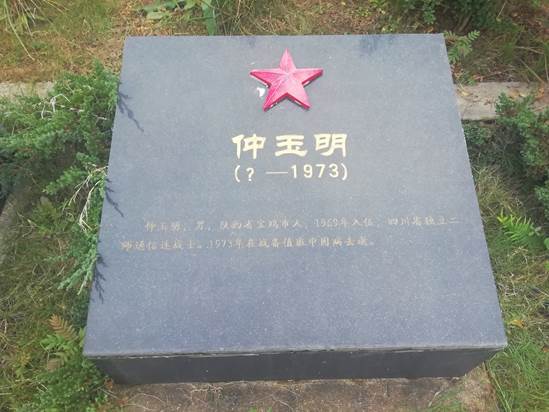 仲玉明
(？—1973)
仲玉明，男，陕西省宝鸡市人，1969年入伍，四川省独立二
师通信连战士。1973年在战备值班中因病去逝。